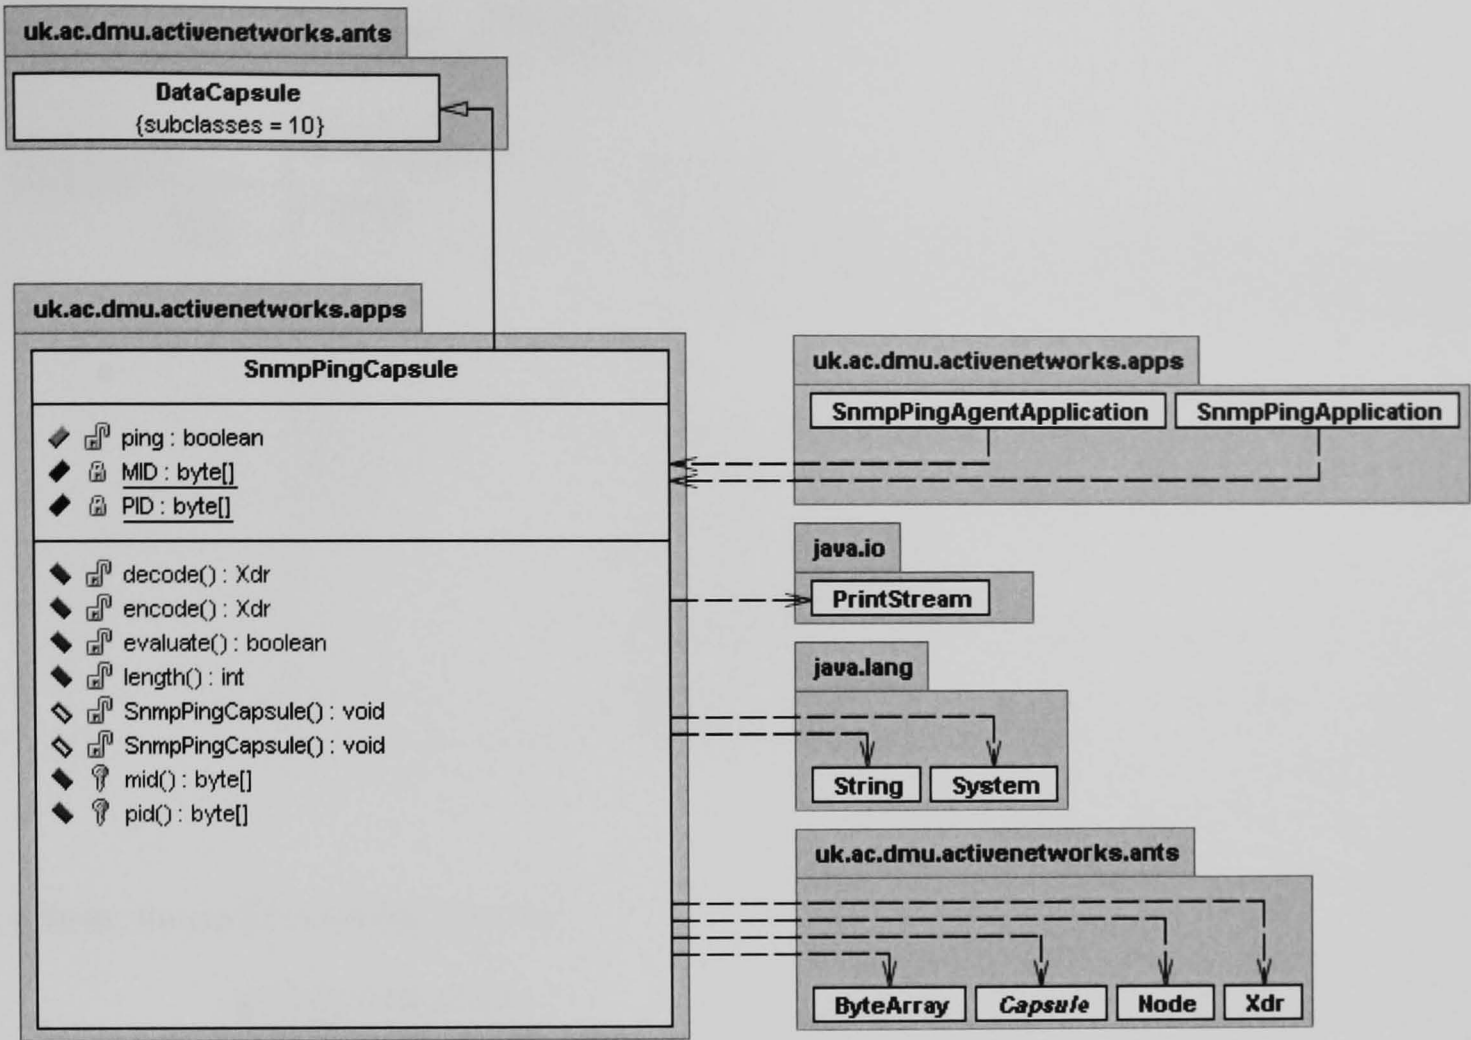 uk.ac.dmu.activenetworks.ants
DataCapsule
{subclasses = 10}
uk.ac.dmu.activenetworks.apps
SnmpPingCapsule
ping : boolean
MID : byte[]
PID : byte[]
decode() : Xdr
encode() : Xdr
evaluate() : boolean
length() : int
SnmpPingCapsule() : void
SnmpPingCapsule() : void
mid() : byte[]
pid() : byte[]
uk.ac.dmu.activenetworks.apps
SnmpPingAgentApplication
SnmpPingApplication
java.io
PrintStream
java.lang
String
System
uk.ac.dmu.activenetworks.ants
ByteArray
Capsule
Node
Xdr